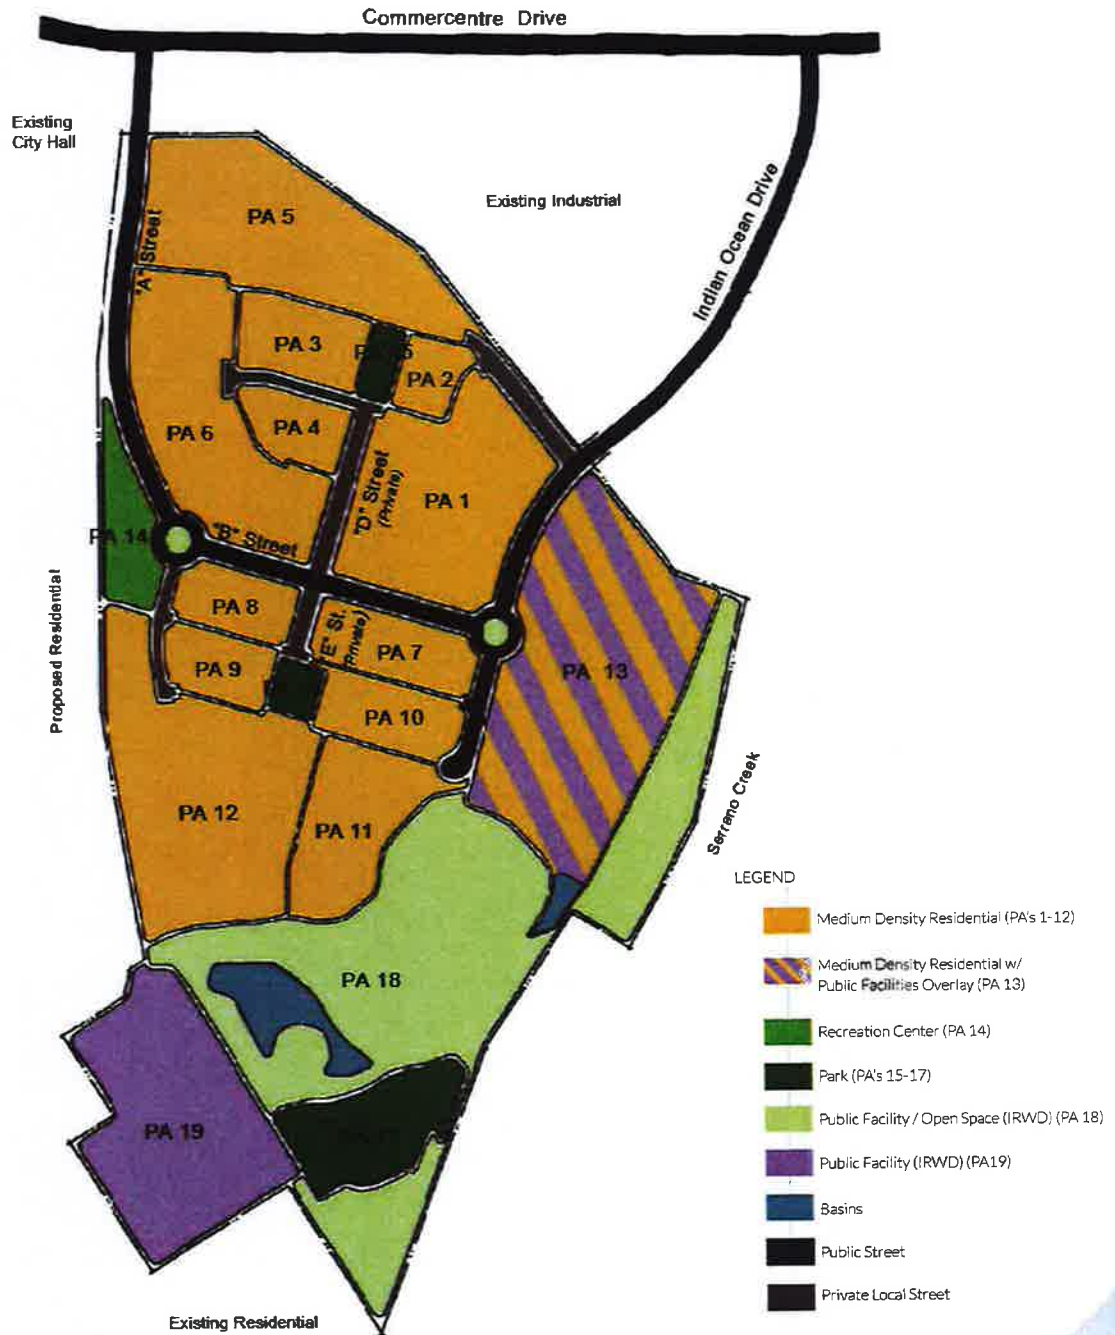 Commercentre Drive
Existing
City Hall
Existing Industrial
Indian Ocean Drive
"A" Street
PA 5
PA 3
PA 2
PA 4
PA 6
"D" Street
(Private)
PA 1
PA 14
"B" Street
PA 8
"E" St.
(Private)
PA 7
PA 9
PA 13
PA 10
Proposed Residential
PA 12
PA 11
Serrano Creek
PA 18
PA 19
Existing Residential
LEGEND
Medium Density Residential (PA's 1-12)
Medium Density Residential w/
Public Facilities Overlay (PA 13)
Recreation Center (PA 14)
Park (PA's 15-17)
Public Facility / Open Space (IRWD) (PA 18)
Public Facility (IRWD) (PA19)
Basins
Public Street
Private Local Street